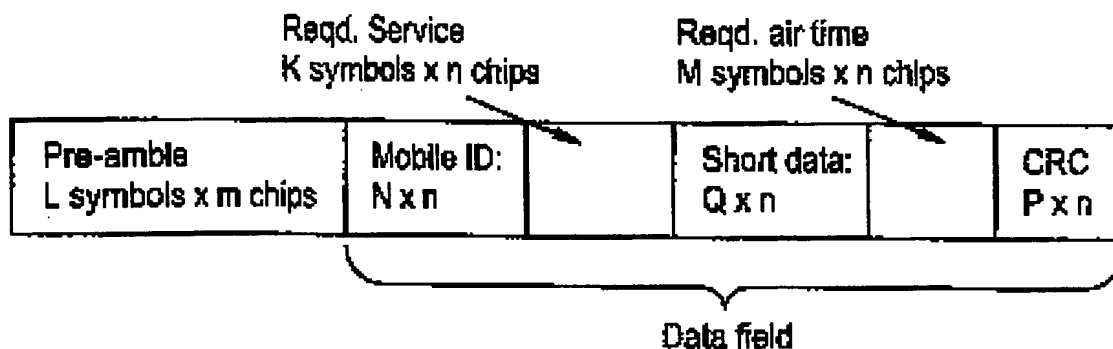 Reqd. Service
K symbols x n chips
Reqd. air time
M symbols x n chips
Pre-amble
L symbols x m chips
Mobile ID:
N x n
Short data:
Q x n
CRC
P x n
Data field